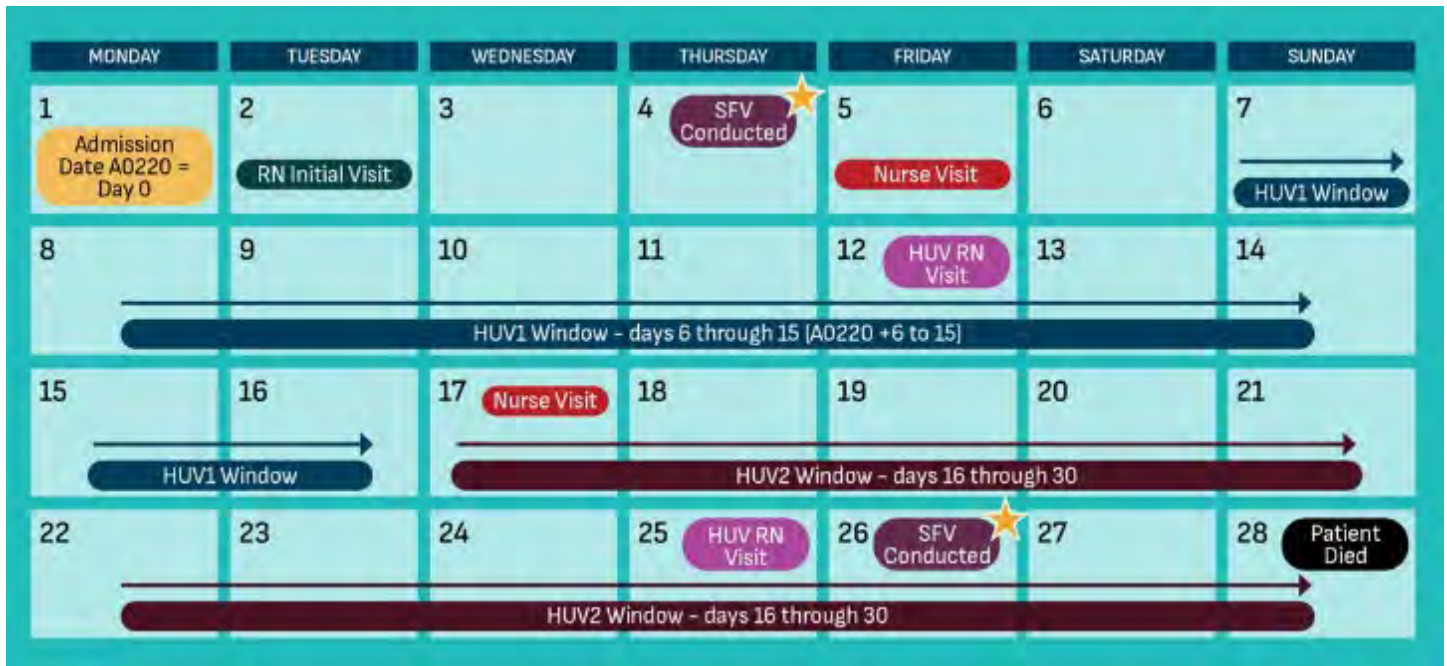 MONDAY TUESDAY WEDNESDAY THURSDAY FRIDAY SATURDAY SUNDAY
1
Admission
Date A0220 =
Day 0
2
RN Initial Visit
3
4
SFV
Conducted
5
Nurse Visit
6
7
HUV1 Window
8
9
10
11
12
HUV RN
Visit
13
14
HUV1 Window – days 6 through 15 [A0220 +6 to 15]
15
16
HUV1 Window
17
Nurse Visit
18
19
20
21
HUV2 Window – days 16 through 30
22
23
24
25
HUV RN
Visit
26
SFV
Conducted
27
28
Patient
Died
HUV2 Window – days 16 through 30